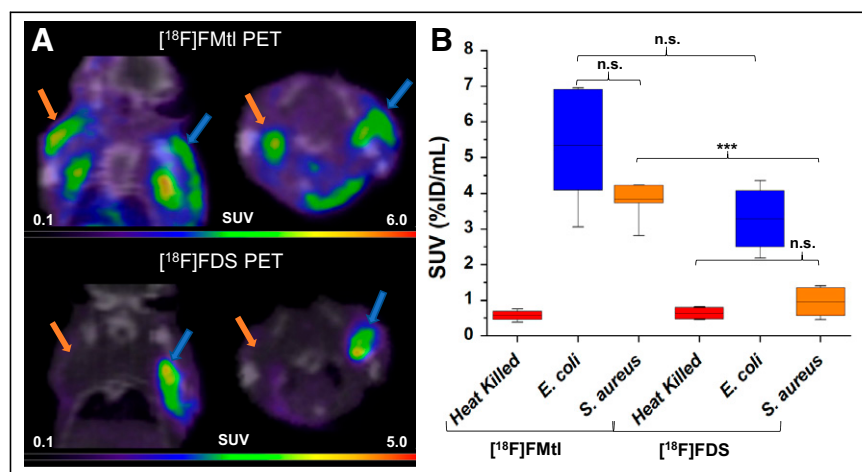 A
[¹⁸F]FMtl PET
0.1
SUV
6.0
[¹⁸F]FDS PET
0.1
SUV
5.0
B
SUV (%ID/mL)
8
7
6
5
4
3
2
1
0
n.s.
n.s.
***
n.s.
Heat Killed
E. coli
S. aureus
Heat Killed
E. coli
S. aureus
[¹⁸F]FMtl
[¹⁸F]FDS